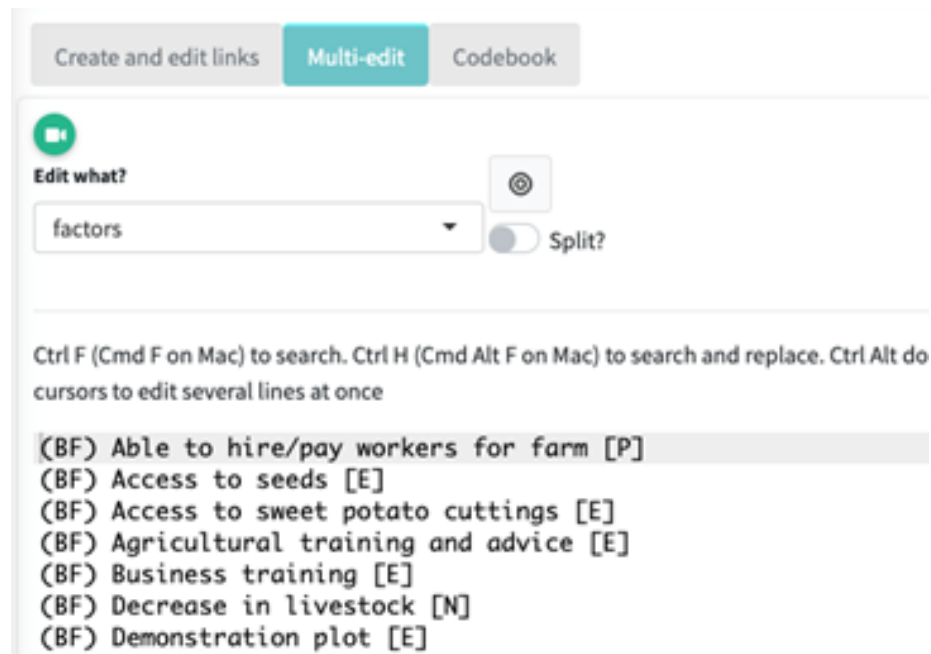 Create and edit links Multi-edit Codebook
Edit what?
factors
Split?
Ctrl F (Cmd F on Mac) to search. Ctrl H (Cmd Alt F on Mac) to search and replace. Ctrl Alt do
cursors to edit several lines at once
(BF) Able to hire/pay workers for farm [P]
(BF) Access to seeds [E]
(BF) Access to sweet potato cuttings [E]
(BF) Agricultural training and advice [E]
(BF) Business training [E]
(BF) Decrease in livestock [N]
(BF) Demonstration plot [E]